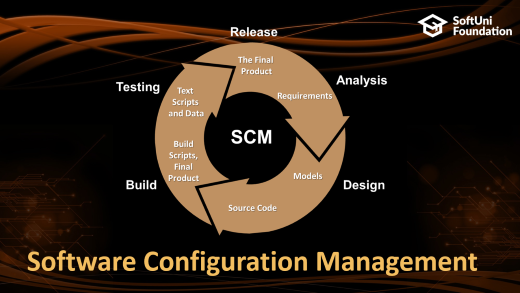 SoftUni
Foundation
Release
The Final
Product
Testing
Analysis
Text
Scripts
and Data
Requirements
SCM
Build
Scripts,
Final
Product
Models
Build
Design
Source Code
Software Configuration Management